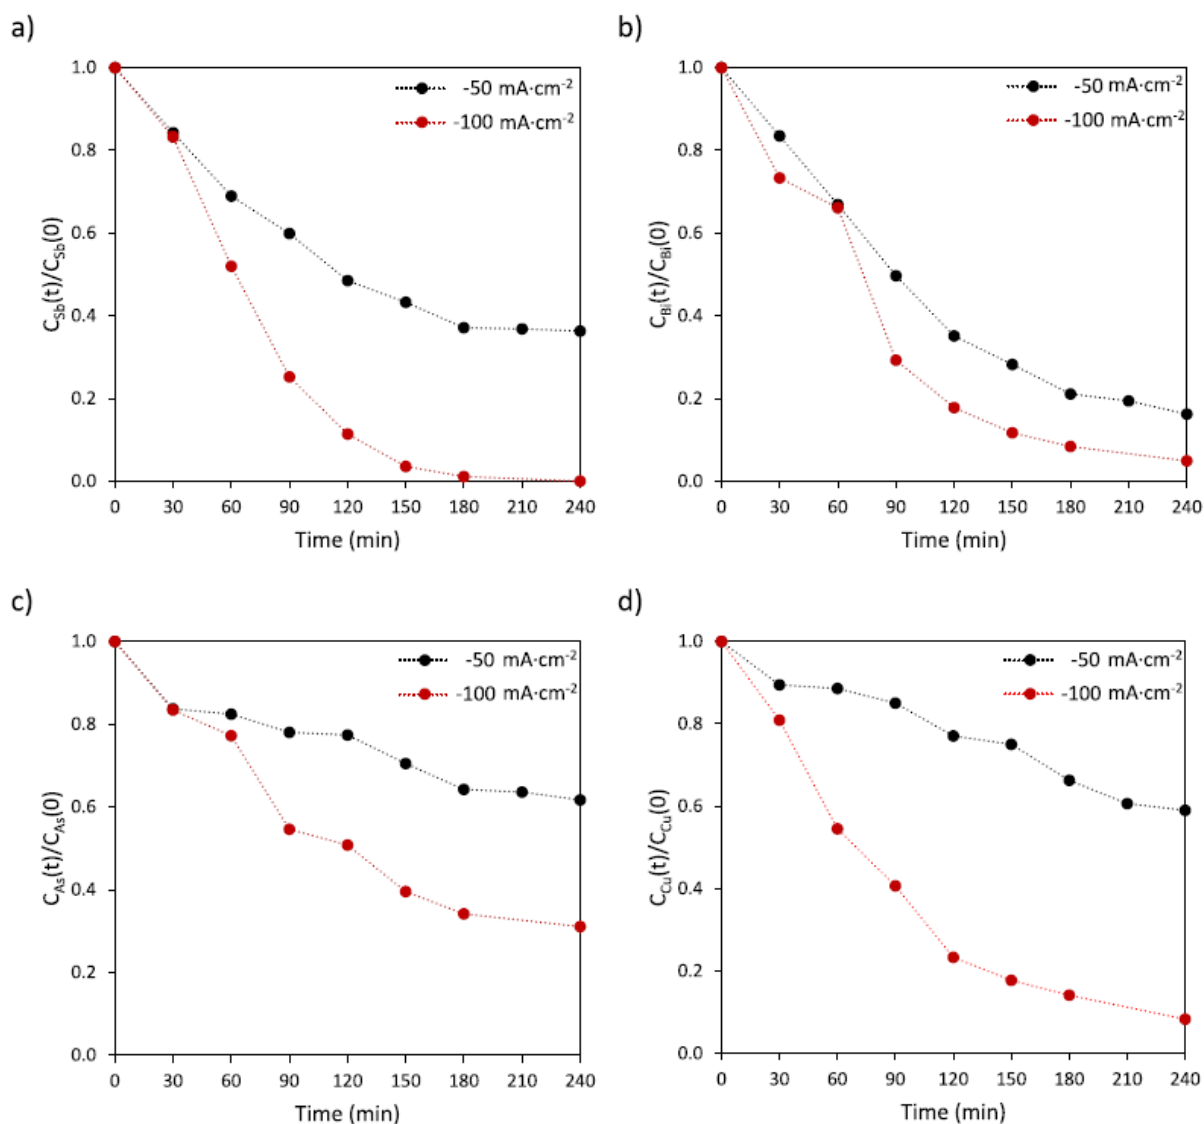 a)
1.0
0.8
0.6
0.4
0.2
0.0
C_Sb(t)/C_Sb(0)
-50 mA·cm⁻²
-100 mA·cm⁻²
0 30 60 90 120 150 180 210 240
Time (min)
b)
1.0
0.8
0.6
0.4
0.2
0.0
C_Bi(t)/C_Bi(0)
-50 mA·cm⁻²
-100 mA·cm⁻²
0 30 60 90 120 150 180 210 240
Time (min)
c)
1.0
0.8
0.6
0.4
0.2
0.0
C_As(t)/C_As(0)
-50 mA·cm⁻²
-100 mA·cm⁻²
0 30 60 90 120 150 180 210 240
Time (min)
d)
1.0
0.8
0.6
0.4
0.2
0.0
C_Cu(t)/C_Cu(0)
-50 mA·cm⁻²
-100 mA·cm⁻²
0 30 60 90 120 150 180 210 240
Time (min)